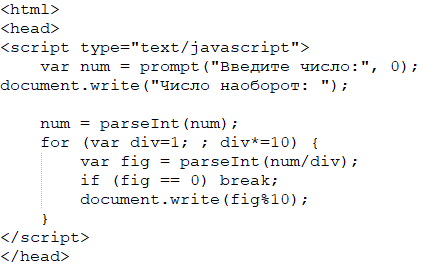 <html>
<head>
<script type="text/javascript">
    var num = prompt("Введите число:", 0);
document.write("Число наоборот: ");

    num = parseInt(num);
    for (var div=1; ; div*=10) {
        var fig = parseInt(num/div);
        if (fig == 0) break;
        document.write(fig%10);
    }
</script>
</head>